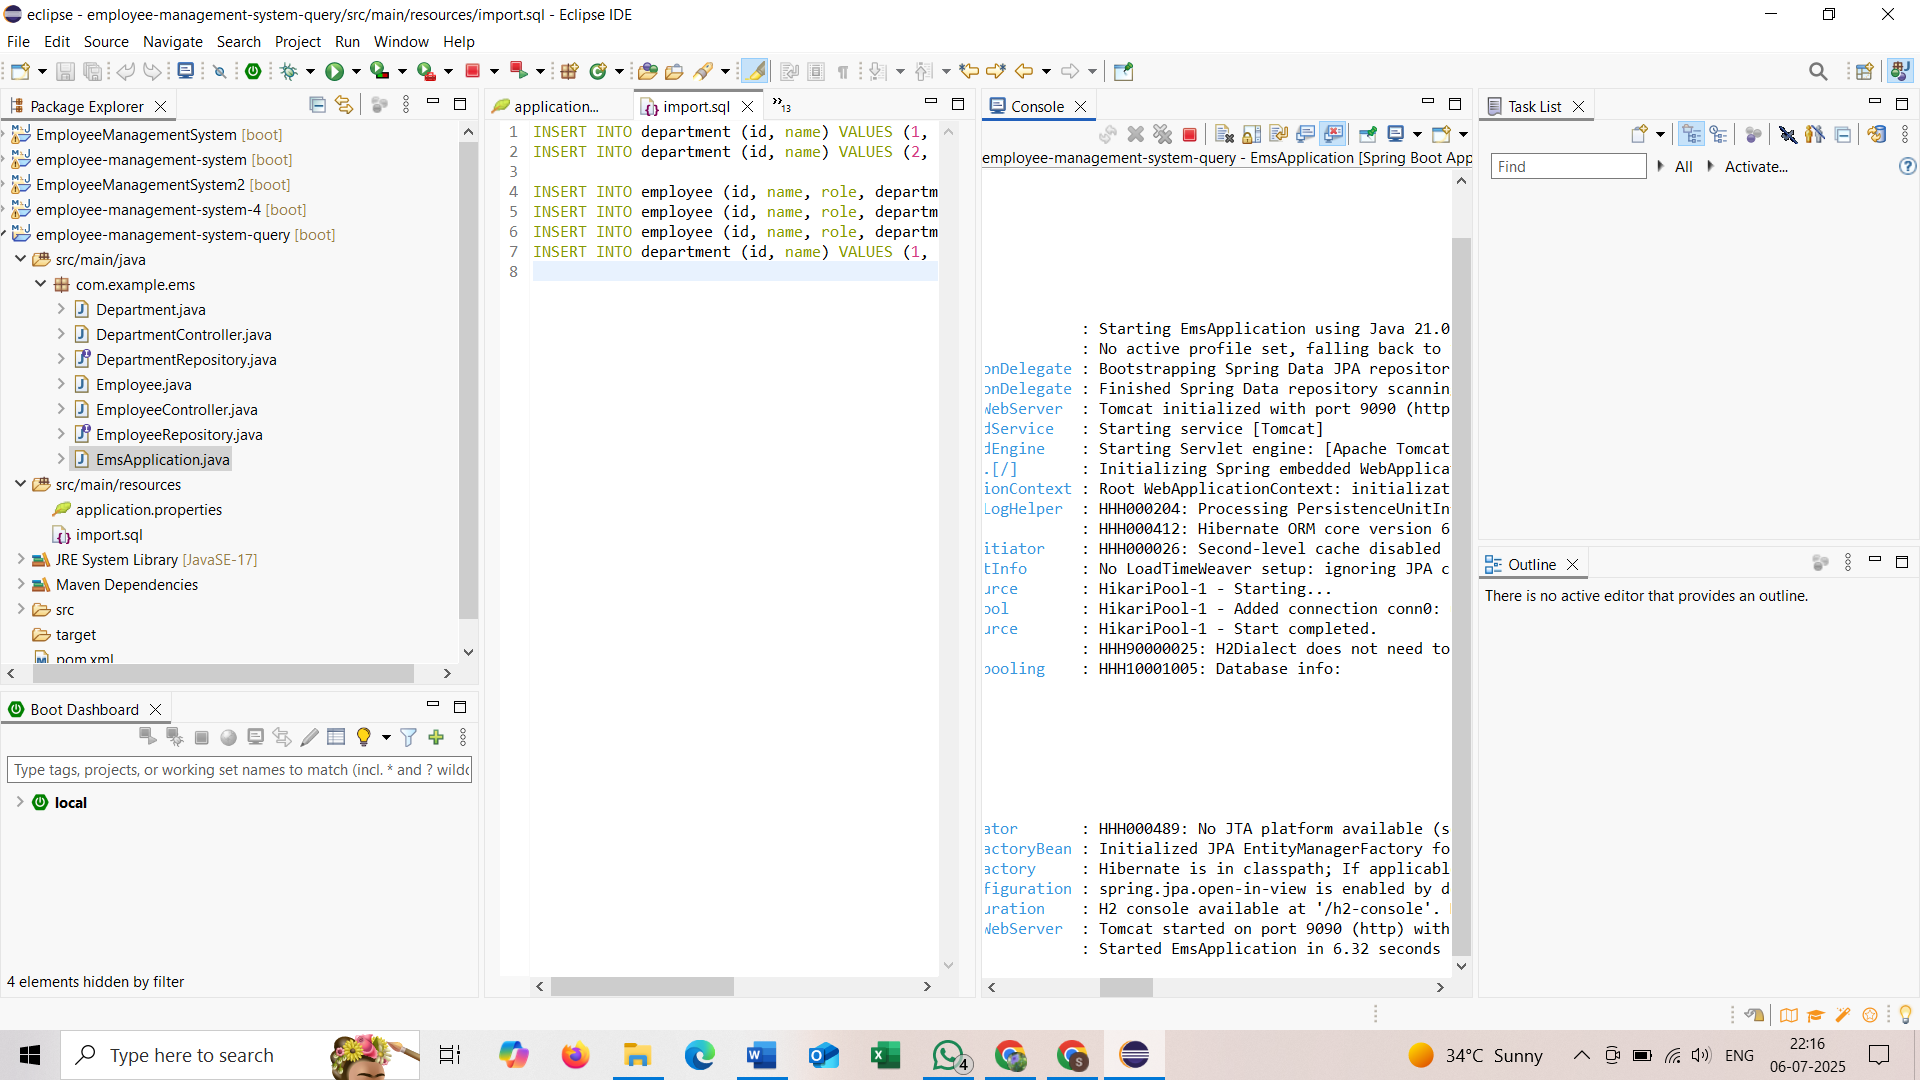 eclipse - employee-management-system-query/src/main/resources/import.sql - Eclipse IDE
File Edit Source Navigate Search Project Run Window Help
Package Explorer
EmployeeManagementSystem [boot]
employee-management-system [boot]
EmployeeManagementSystem2 [boot]
employee-management-system-4 [boot]
employee-management-system-query [boot]
src/main/java
com.example.ems
Department.java
DepartmentController.java
DepartmentRepository.java
Employee.java
EmployeeController.java
EmployeeRepository.java
EmsApplication.java
src/main/resources
application.properties
import.sql
JRE System Library [JavaSE-17]
Maven Dependencies
src
target
pom.xml
Boot Dashboard
Type tags, projects, or working set names to match (incl. * and ? wildc
local
4 elements hidden by filter
application... import.sql »13
1 INSERT INTO department (id, name) VALUES (1,
2 INSERT INTO department (id, name) VALUES (2,
3
4 INSERT INTO employee (id, name, role, departm
5 INSERT INTO employee (id, name, role, departm
6 INSERT INTO employee (id, name, role, departm
7 INSERT INTO department (id, name) VALUES (1,
8
Console
employee-management-system-query - EmsApplication [Spring Boot App
: Starting EmsApplication using Java 21.0
: No active profile set, falling back to
onDelegate : Bootstrapping Spring Data JPA repositor
onDelegate : Finished Spring Data repository scannin
WebServer : Tomcat initialized with port 9090 (http
dService : Starting service [Tomcat]
dEngine : Starting Servlet engine: [Apache Tomcat
.[/] : Initializing Spring embedded WebApplica
ionContext : Root WebApplicationContext: initializat
LogHelper : HHH000204: Processing PersistenceUnitIn
: HHH000412: Hibernate ORM core version 6
itiator : HHH000026: Second-level cache disabled
tInfo : No LoadTimeWeaver setup: ignoring JPA c
urce : HikariPool-1 - Starting...
ool : HikariPool-1 - Added connection conn0:
urce : HikariPool-1 - Start completed.
: HHH90000025: H2Dialect does not need to
pooling : HHH10001005: Database info:
ator : HHH000489: No JTA platform available (s
actoryBean : Initialized JPA EntityManagerFactory fo
actory : Hibernate is in classpath; If applicabl
figuration : spring.jpa.open-in-view is enabled by d
uration : H2 console available at '/h2-console'.
WebServer : Tomcat started on port 9090 (http) with
: Started EmsApplication in 6.32 seconds
Task List
Find All Activate...
Outline
There is no active editor that provides an outline.
Type here to search
4
34°C Sunny
ENG
22:16
06-07-2025